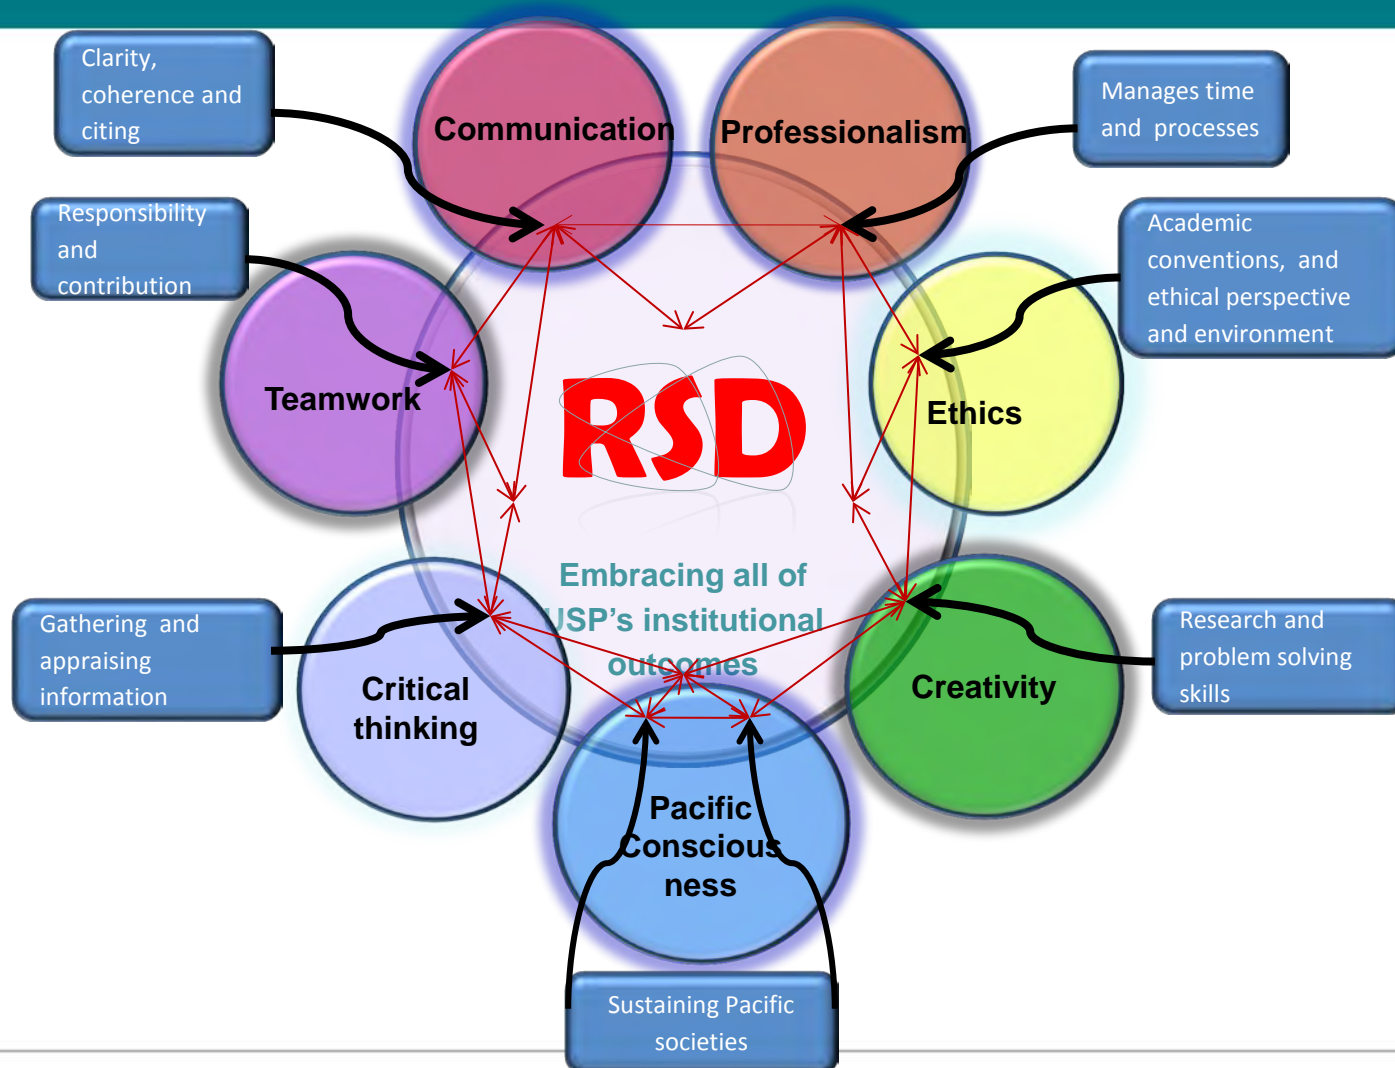 Clarity,
coherence and
citing
Communication
Professionalism
Manages time
and processes
Responsibility
and
contribution
Academic
conventions, and
ethical perspective
and environment
Teamwork
RSD
Ethics
Embracing all of
USP's institutional
outcomes
Gathering and
appraising
information
Critical
thinking
Creativity
Research and
problem solving
skills
Pacific
Conscious
ness
Sustaining Pacific
societies